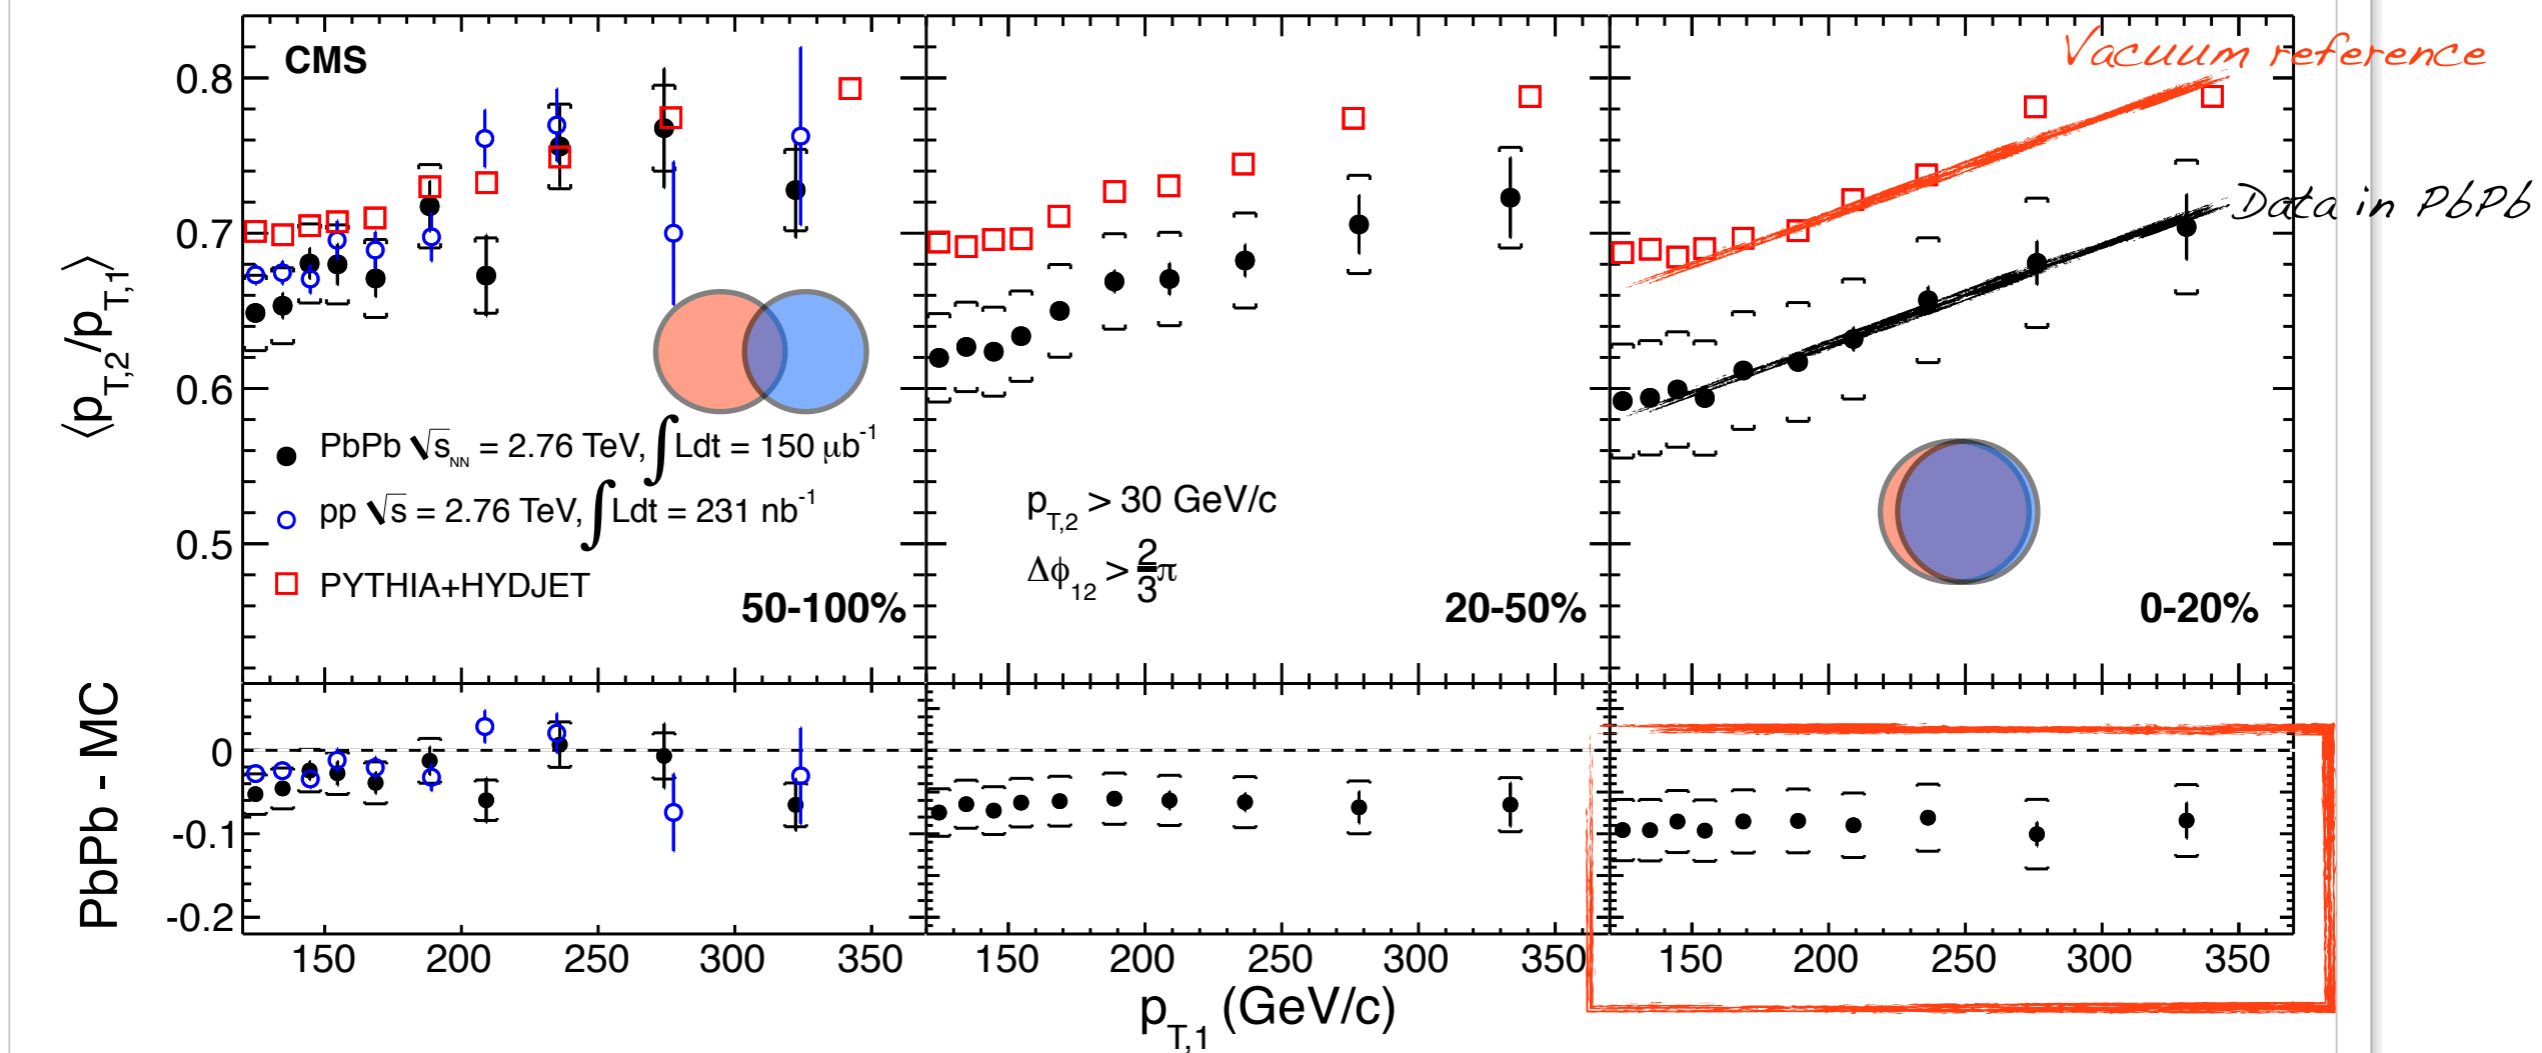 CMS
Vacuum reference
Data in PbPb
0.8
0.7
0.6
0.5
⟨p_T,2/p_T,1⟩
PbPb √s_NN = 2.76 TeV, ∫Ldt = 150 μb^-1
pp √s = 2.76 TeV, ∫Ldt = 231 nb^-1
PYTHIA+HYDJET
50-100%
p_T,2 > 30 GeV/c
Δϕ_12 > 2/3 π
20-50%
0-20%
PbPb - MC
0
-0.1
-0.2
150 200 250 300 350
150 200 250 300 350
150 200 250 300 350
p_T,1 (GeV/c)